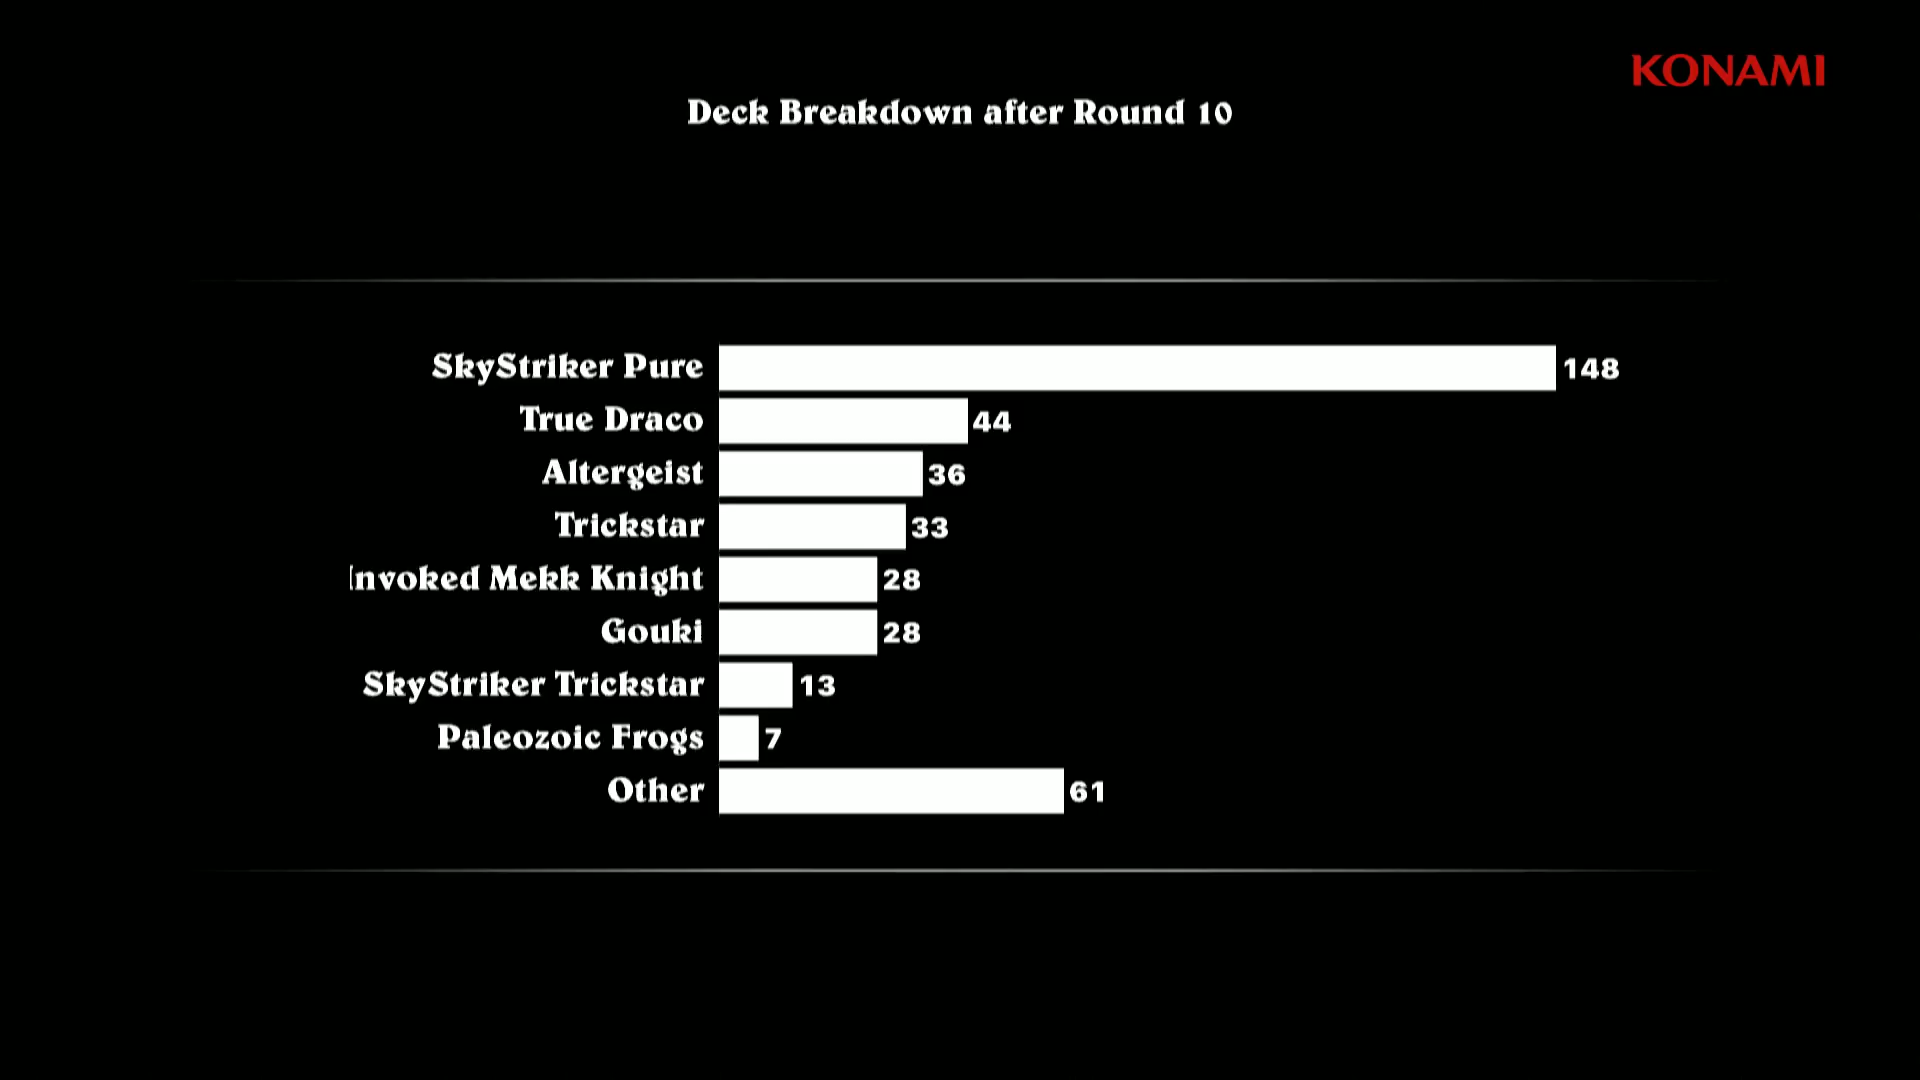 KONAMI
Deck Breakdown after Round 10
SkyStriker Pure 148
True Draco 44
Altergeist 36
Trickstar 33
Invoked Mekk Knight 28
Gouki 28
SkyStriker Trickstar 13
Paleozoic Frogs 7
Other 61